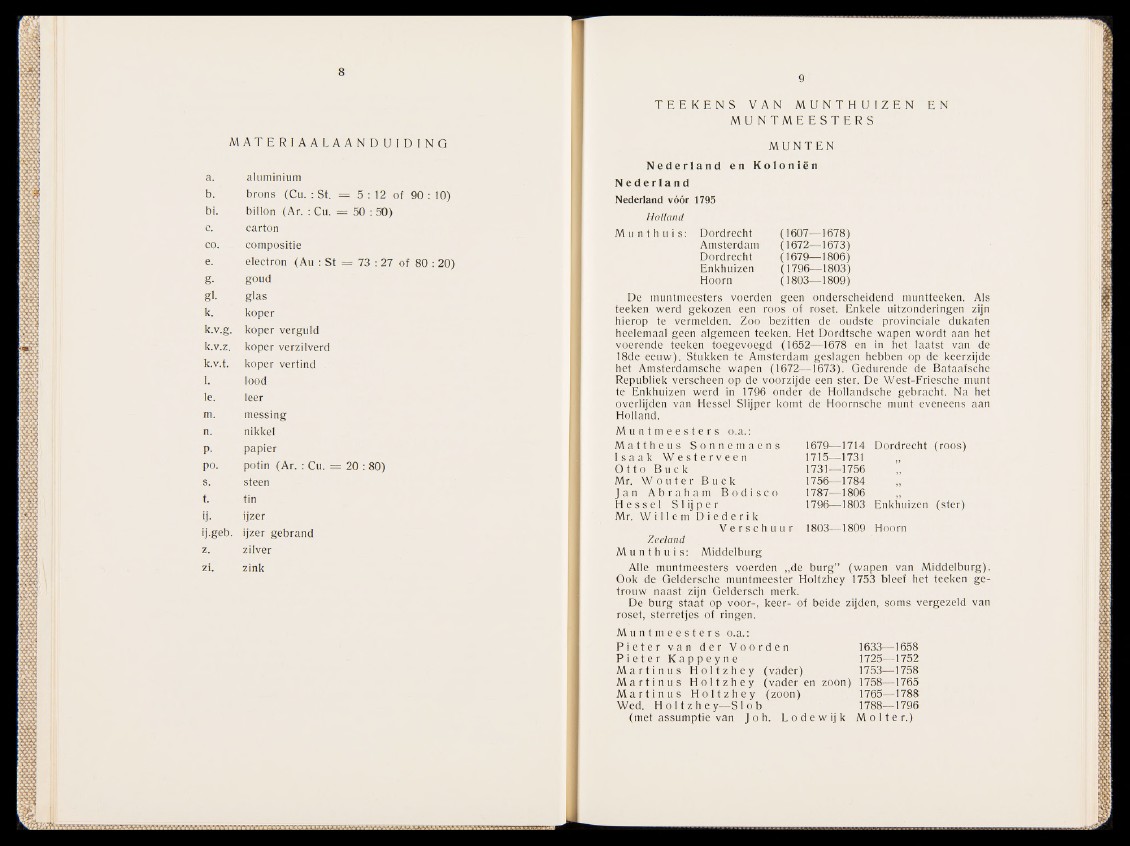 8
MATERIAALAANDUIDING
a. aluminium
b. brons (Cu. : St. = 5 : 12 of 90 : 10)
bi. billon (Ar. : Cu. = 50 : 50)
c. carton
co. compositie
e. electron (Au : St = 73 : 27 of 80 : 20)
g. goud
gl. glas
k. koper
k.v.g. koper verguld
k.v.z. koper verzilverd
k.v.t. koper vertind
l. lood
le. leer
m. messing
n. nikkel
p. papier
po. potin (Ar. : Cu. = 20 : 80)
s. steen
t. tin
ij. ijzer
ij.geb. ijzer gebrand
z. zilver
zi. zink
9
TEEKENS VAN MUNTHUIZEN EN
MUNTMEESTERS
MUNTEN
Nederland en Koloniën
Nederland
Nederland vóór 1795
Holland
Munthuis: Dordrecht (1607—1678)
Amsterdam (1672—1673)
Dordrecht (1679—1806)
Enkhuizen (1796—1803)
Hoorn (1803—1809)
De muntmeesters voerden geen onderscheidend muntteeken. Als
teeken werd gekozen een roos of roset. Enkele uitzonderingen zijn
hierop te vermelden. Zoo bezitten de oudste provinciale dukaten
heelemaal geen algemeen teeken. Het Dordtsche wapen wordt aan het
voerende teeken toegevoegd (1652—1678 en in het laatst van de
18de eeuw). Stukken te Amsterdam geslagen hebben op de keerzijde
het Amsterdamsche wapen (1672—1673). Gedurende de Bataafsche
Republiek verscheen op de voorzijde een ster. De West-Friesche munt
te Enkhuizen werd in 1796 onder de Hollandsche gebracht. Na het
overlijden van Hessel Slijper komt de Hoornsche munt eveneens aan
Holland.
Muntmeesters o.a.:
Mattheus Sonnemaens 1679—1714 Dordrecht (roos)
Isaak Westerveen 1715—1731 „
Otto Buck 1731—1756 „
Mr. Wouter Buck 1756—1784 „
Jan Abraham Bodisco 1787—1806 „
Hessel Slijper 1796—1803 Enkhuizen (ster)
Mr. Willem Diederik
Verschuur 1803—1809 Hoorn
Zeeland
Munthuis: Middelburg
Alle muntmeesters voerden „de burg" (wapen van Middelburg).
Ook de Geldersche muntmeester Holtzhey 1753 bleef het teeken ge-
trouw naast zijn Geldersch merk.
De burg staat op voor-, keer- of beide zijden, soms vergezeld van
roset, sterretjes of ringen.
Muntmeesters o.a.:
Pieter van der Voorden 1633—1658
Pieter Kappeyne 1725—1752
Martinus Holtzhey (vader) 1753—1758
Martinus Holtzhey (vader en zoon) 1758—1765
Martinus Holtzhey (zoon) 1765—1788
Wed. Holtzhey—Slob 1788—1796
(met assumptie van Joh. Lodewijk Molter.)